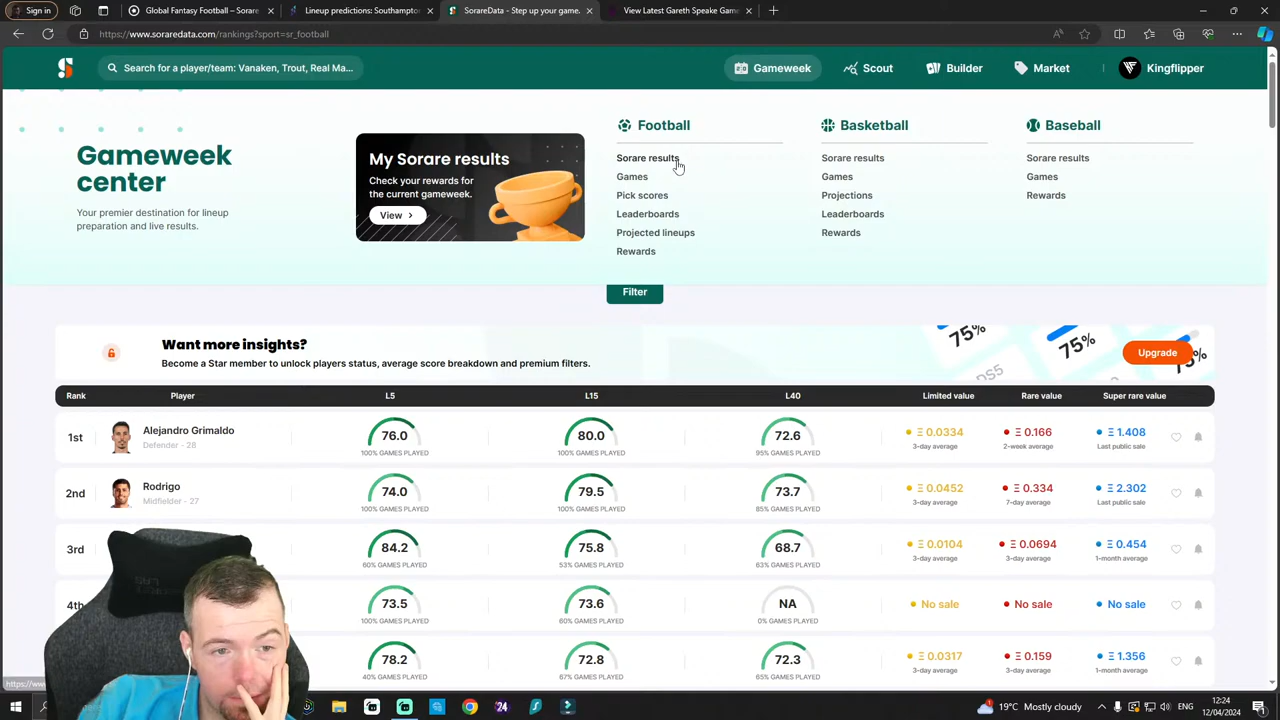 Sign in
Global Fantasy Football – Sorare
Lineup predictions: Southampto
SorareData - Step up your game.
View Latest Gareth Speake Game
https://www.soraredata.com/rankings?sport=sr_football
Search for a player/team: Vanaken, Trout, Real Ma...
Gameweek
Scout
Builder
Market
Kingflipper
Gameweek
center
Your premier destination for lineup
preparation and live results.
My Sorare results
Check your rewards for
the current gameweek.
View
Football
Sorare results
Games
Pick scores
Leaderboards
Projected lineups
Rewards
Basketball
Sorare results
Games
Projections
Leaderboards
Rewards
Baseball
Sorare results
Games
Rewards
Filter
Want more insights?
Become a Star member to unlock players status, average score breakdown and premium filters.
75%
75%
DS5
75%
Upgrade
Rank Player L5 L15 L40 Limited value Rare value Super rare value
1st
Alejandro Grimaldo
Defender - 28
76.0
100% GAMES PLAYED
80.0
100% GAMES PLAYED
72.6
95% GAMES PLAYED
Ξ 0.0334
3-day average
Ξ 0.166
2-week average
Ξ 1.408
Last public sale
2nd
Rodrigo
Midfielder - 27
74.0
100% GAMES PLAYED
79.5
100% GAMES PLAYED
73.7
85% GAMES PLAYED
Ξ 0.0452
3-day average
Ξ 0.334
7-day average
Ξ 2.302
Last public sale
3rd
84.2
60% GAMES PLAYED
75.8
53% GAMES PLAYED
68.7
63% GAMES PLAYED
Ξ 0.0104
3-day average
Ξ 0.0694
3-day average
Ξ 0.454
1-month average
4th
73.5
100% GAMES PLAYED
73.6
60% GAMES PLAYED
NA
0% GAMES PLAYED
No sale
No sale
No sale
78.2
40% GAMES PLAYED
72.8
67% GAMES PLAYED
72.3
65% GAMES PLAYED
Ξ 0.0317
3-day average
Ξ 0.159
3-day average
Ξ 1.356
1-month average
https://www
19°C Mostly cloudy
ENG
12:24
12/04/2024